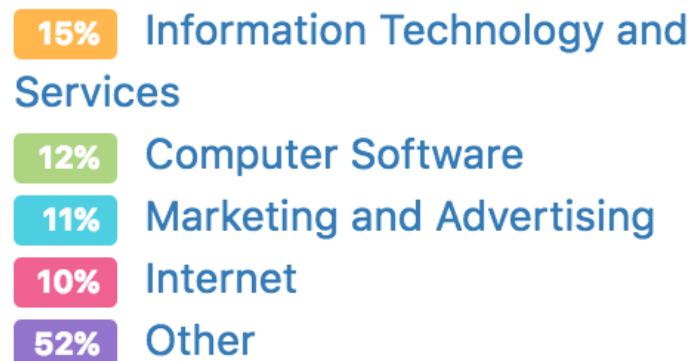 15% Information Technology and
Services
12% Computer Software
11% Marketing and Advertising
10% Internet
52% Other